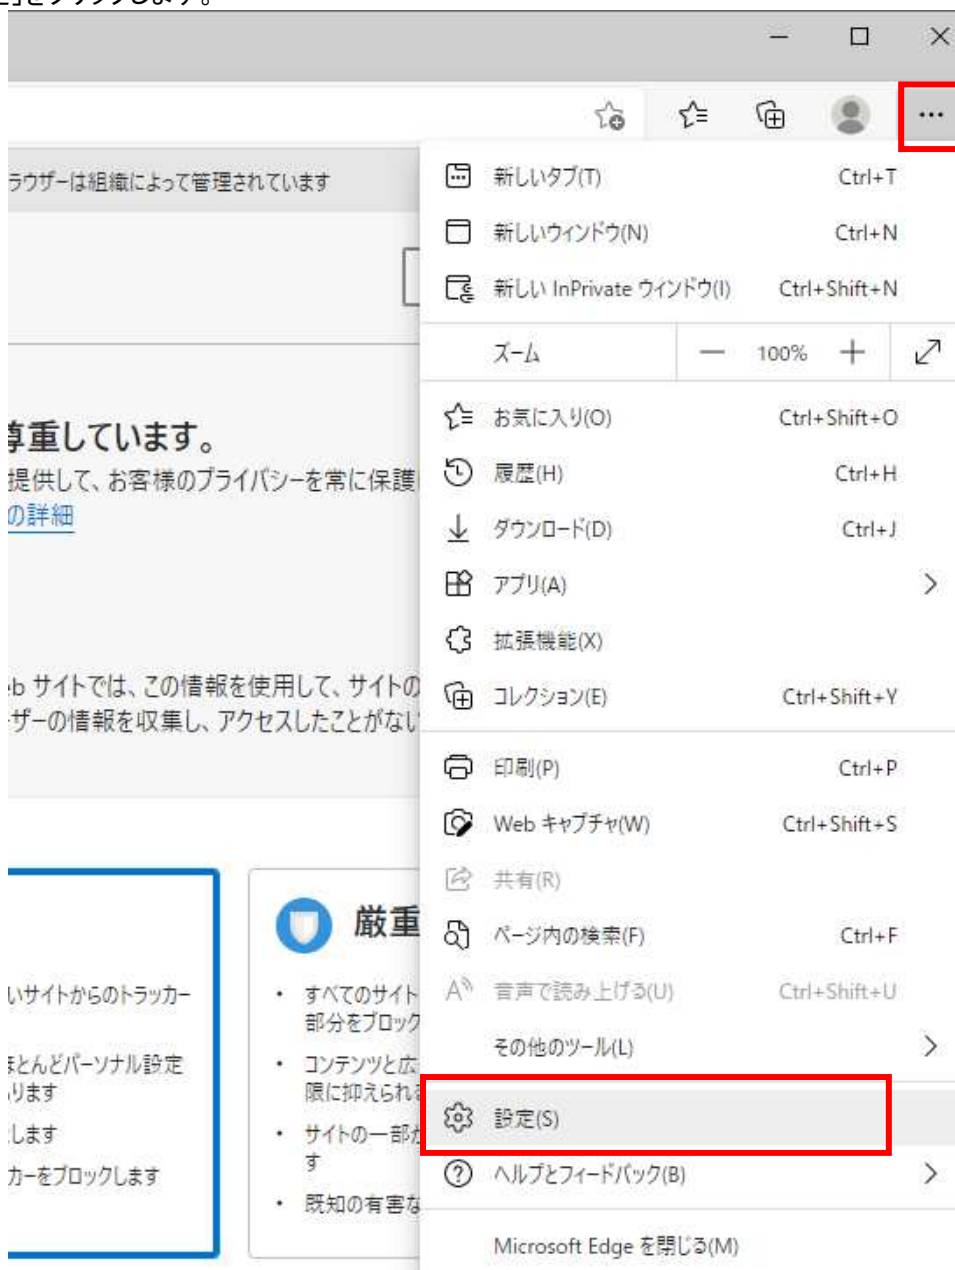 ]をクリックします。
ラウザーは組織によって管理されています
新しいタブ(T) Ctrl+T
新しいウィンドウ(N) Ctrl+N
新しい InPrivate ウィンドウ(I) Ctrl+Shift+N
ズーム 100%
お気に入り(O) Ctrl+Shift+O
履歴(H) Ctrl+H
ダウンロード(D) Ctrl+J
アプリ(A)
拡張機能(X)
コレクション(E) Ctrl+Shift+Y
印刷(P) Ctrl+P
Web キャプチャ(W) Ctrl+Shift+S
共有(R)
ページ内の検索(F) Ctrl+F
音声で読み上げる(U) Ctrl+Shift+U
その他のツール(L)
設定(S)
ヘルプとフィードバック(B)
Microsoft Edge を閉じる(M)
尊重しています。
提供して、お客様のプライバシーを常に保護
の詳細
eb サイトでは、この情報を使用して、サイトの
ザーの情報を収集し、アクセスしたことがない
いサイトからのトラッカー
ほとんどパーソナル設定
ります
します
カーをブロックします
厳重
• すべてのサイト
部分をブロック
• コンテンツと広
限に抑えられ
• サイトの一部が
す
• 既知の有害な